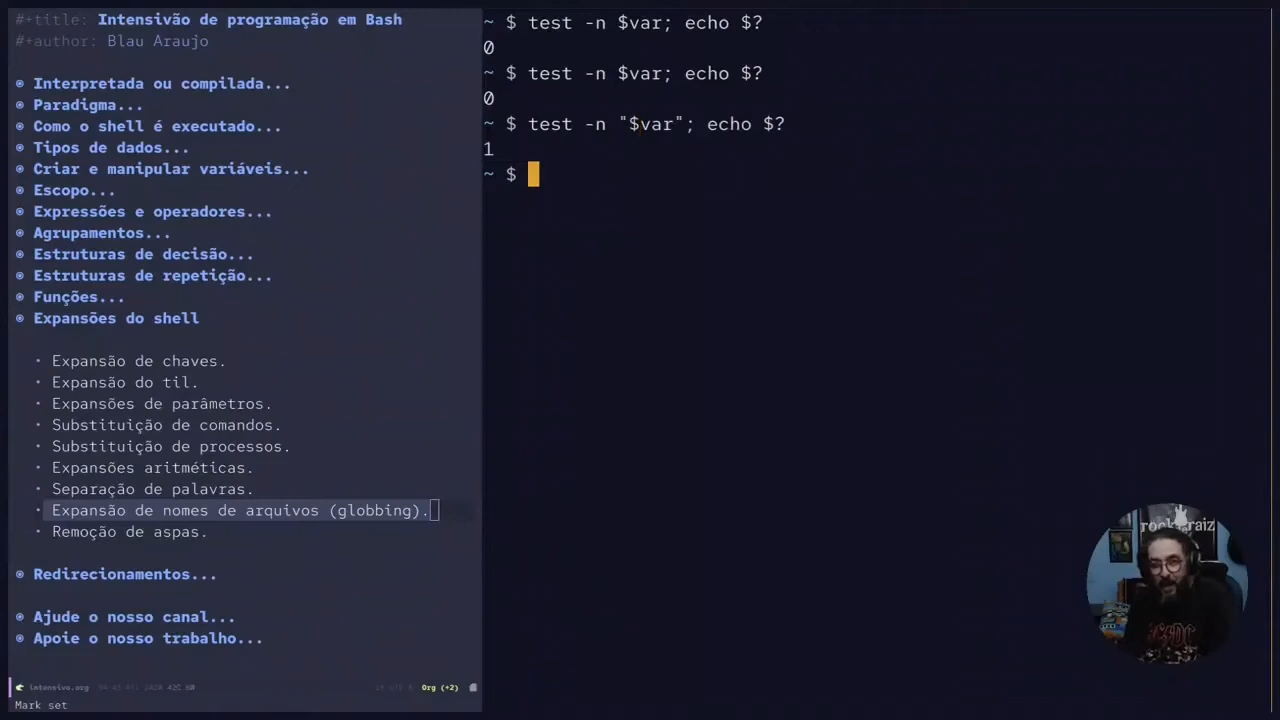 #+title: Intensivão de programação em Bash
#+author: Blau Araujo
Interpretada ou compilada...
Paradigma...
Como o shell é executado...
Tipos de dados...
Criar e manipular variáveis...
Escopo...
Expressões e operadores...
Agrupamentos...
Estruturas de decisão...
Estruturas de repetição...
Funções...
Expansões do shell
• Expansão de chaves.
• Expansão do til.
• Expansões de parâmetros.
• Substituição de comandos.
• Substituição de processos.
• Expansões aritméticas.
• Separação de palavras.
• Expansão de nomes de arquivos (globbing).
• Remoção de aspas.
Redirecionamentos...
Ajude o nosso canal...
Apoie o nosso trabalho...
intensivo.org
Org (+2)
Mark set
~ $ test -n $var; echo $?
0
~ $ test -n $var; echo $?
0
~ $ test -n "$var"; echo $?
1
~ $
raiz